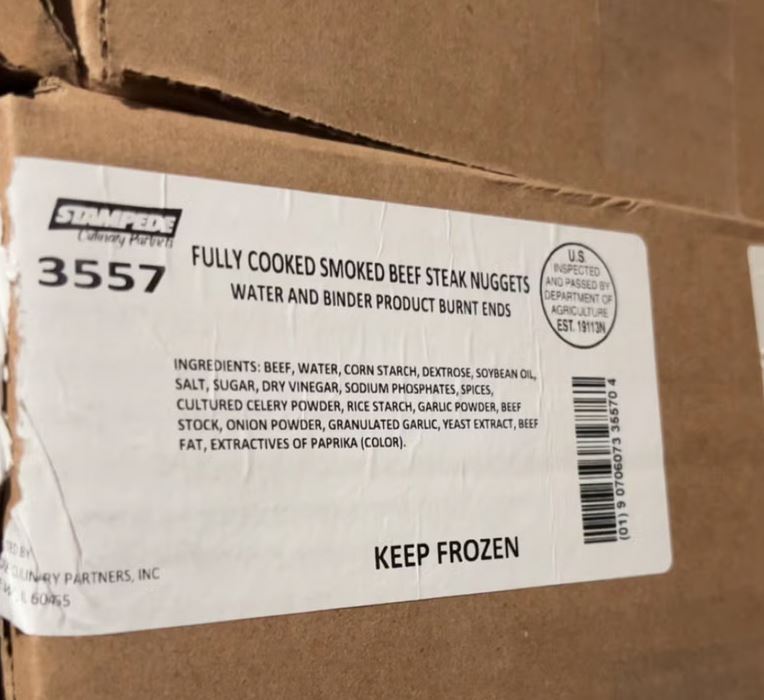 STAMPEDE
Culinary Partners
3557
FULLY COOKED SMOKED BEEF STEAK NUGGETS
WATER AND BINDER PRODUCT BURNT ENDS
U.S.
INSPECTED
AND PASSED BY
DEPARTMENT OF
AGRICULTURE
EST. 19113N
INGREDIENTS: BEEF, WATER, CORN STARCH, DEXTROSE, SOYBEAN OIL,
SALT, SUGAR, DRY VINEGAR, SODIUM PHOSPHATES, SPICES,
CULTURED CELERY POWDER, RICE STARCH, GARLIC POWDER, BEEF
STOCK, ONION POWDER, GRANULATED GARLIC, YEAST EXTRACT, BEEF
FAT, EXTRACTIVES OF PAPRIKA (COLOR).
(01) 9 0706073 35570 4
KEEP FROZEN
BY
CULINARY PARTNERS, INC
60455